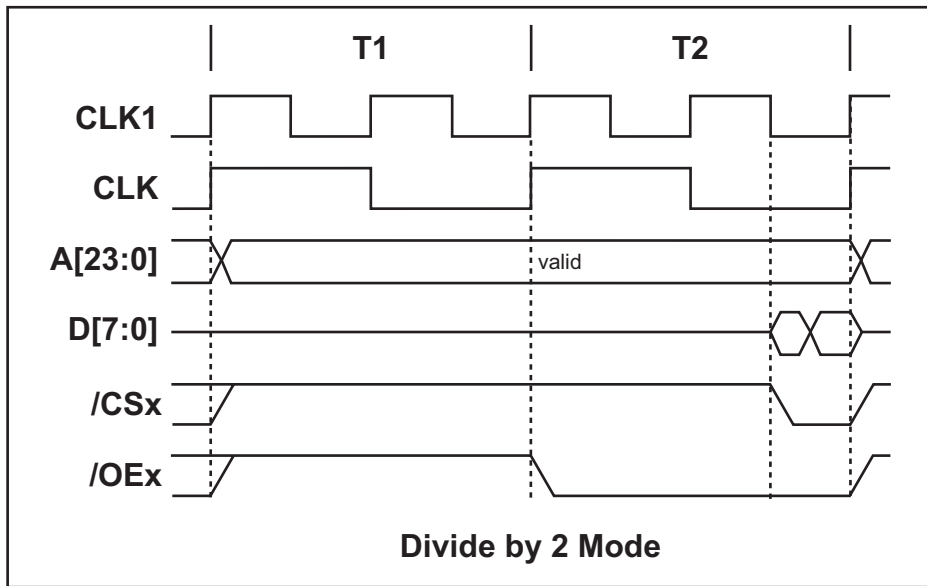 T1 T2
CLK1
CLK
A[23:0] valid
D[7:0]
/CSx
/OEx
Divide by 2 Mode